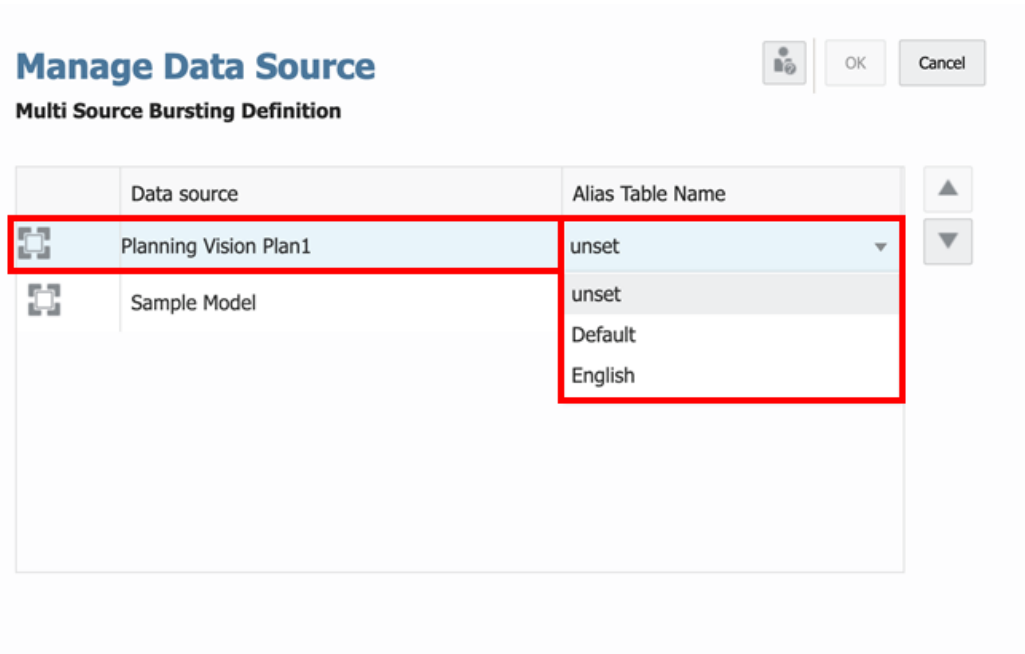 Manage Data Source
OK
Cancel
Multi Source Bursting Definition
Data source
Alias Table Name
Planning Vision Plan1
unset
unset
Sample Model
Default
English